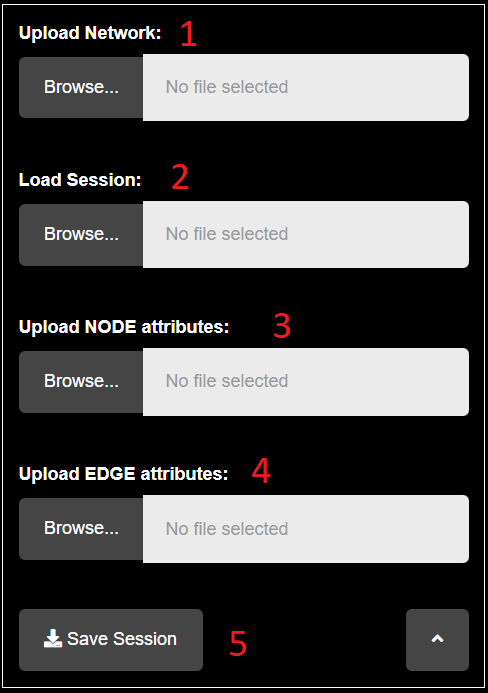 Upload Network: 1
Browse... No file selected
Load Session: 2
Browse... No file selected
Upload NODE attributes: 3
Browse... No file selected
Upload EDGE attributes: 4
Browse... No file selected
Save Session 5